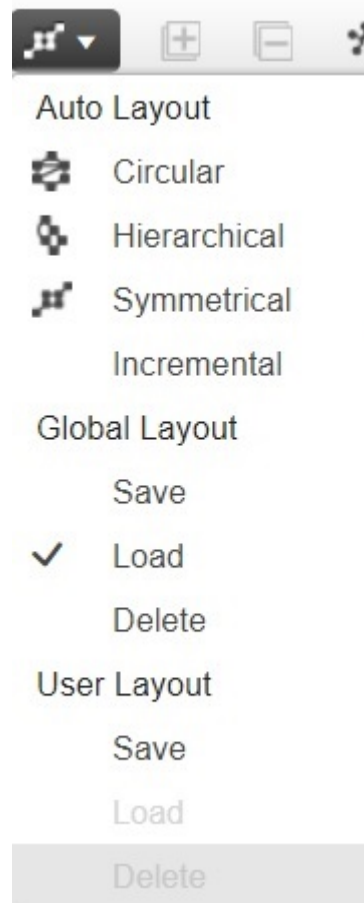 Auto Layout
Circular
Hierarchical
Symmetrical
Incremental
Global Layout
Save
Load
Delete
User Layout
Save
Load
Delete